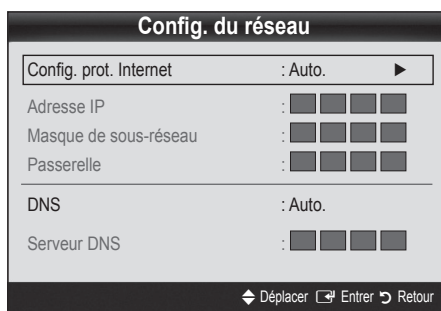 Config. du réseau
Config. prot. Internet : Auto. ▶
Adresse IP :
Masque de sous-réseau :
Passerelle :
DNS : Auto.
Serveur DNS :
Déplacer Entrer Retour